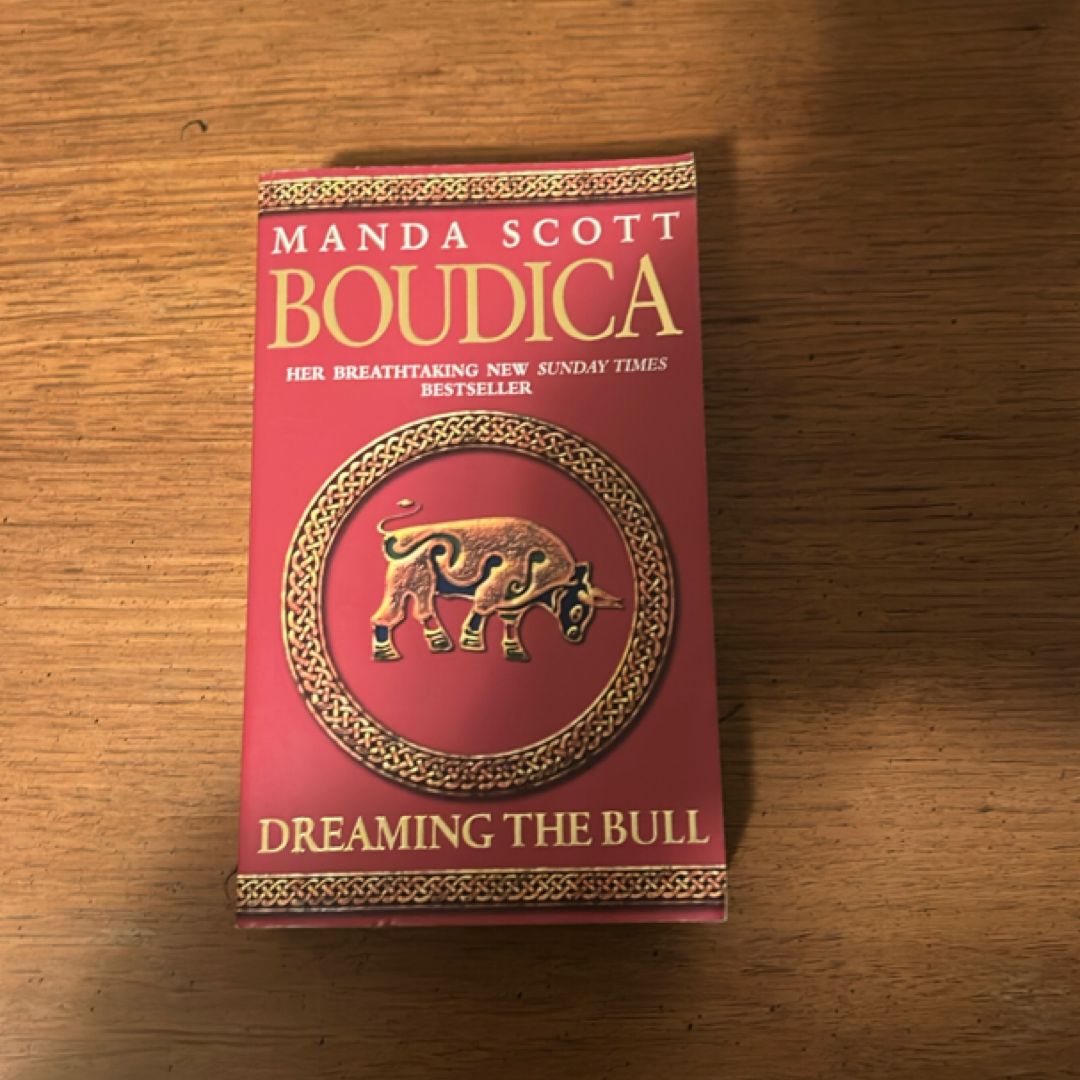 MANDA SCOTT
BOUDICA
HER BREATHTAKING NEW SUNDAY TIMES
BESTSELLER
DREAMING THE BULL